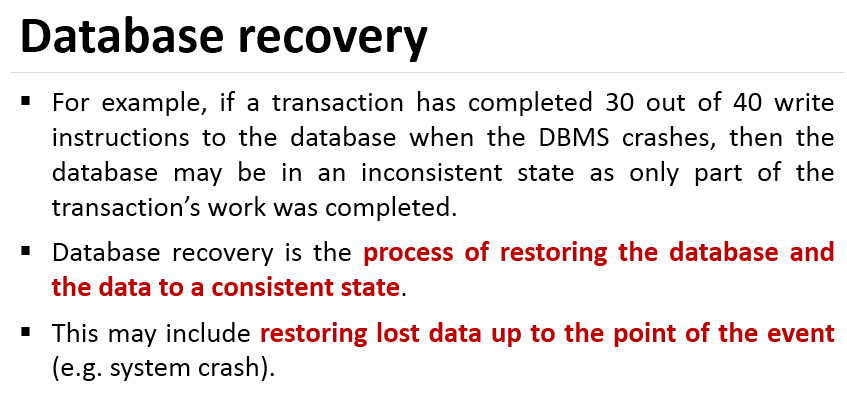 Database recovery
▪ For example, if a transaction has completed 30 out of 40 write
instructions to the database when the DBMS crashes, then the
database may be in an inconsistent state as only part of the
transaction’s work was completed.
▪ Database recovery is the process of restoring the database and
the data to a consistent state.
▪ This may include restoring lost data up to the point of the event
(e.g. system crash).